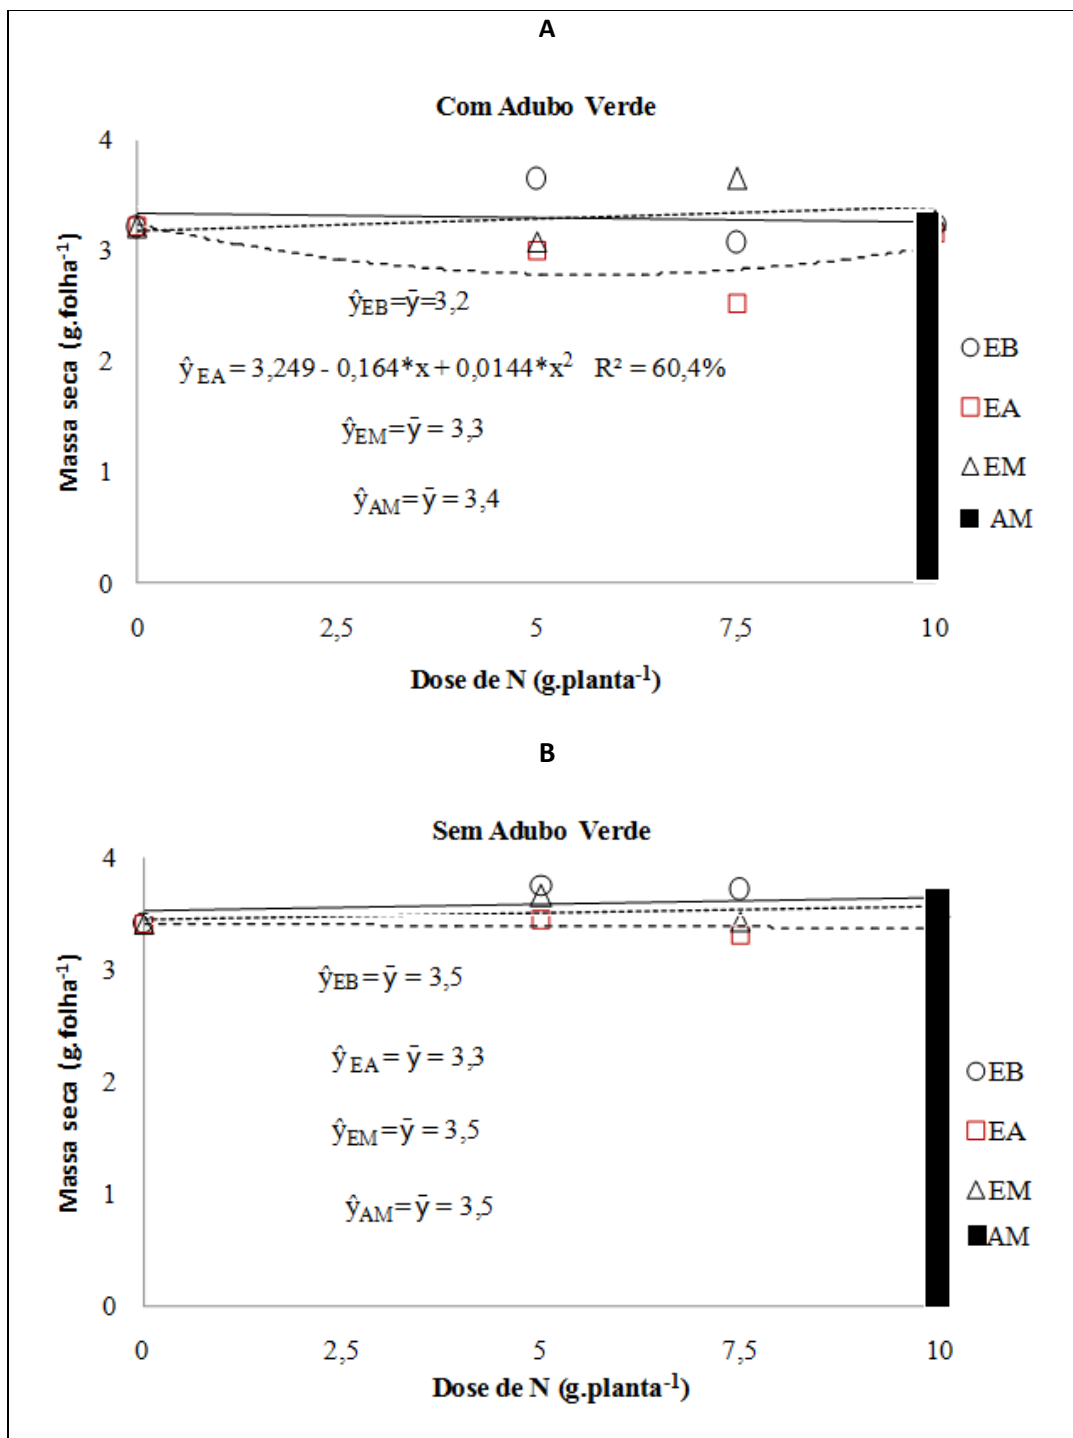 A
Com Adubo Verde
4
3
2
1
0
Massa seca (g.folha⁻¹)
ŷEB=ȳ=3,2
ŷEA = 3,249 - 0,164*x + 0,0144*x² R² = 60,4%
ŷEM=ȳ = 3,3
ŷAM=ȳ = 3,4
EB
EA
EM
AM
0 2,5 5 7,5 10
Dose de N (g.planta⁻¹)
B
Sem Adubo Verde
4
3
2
1
0
Massa seca (g.folha⁻¹)
ŷEB=ȳ = 3,5
ŷEA = ȳ = 3,3
ŷEM=ȳ = 3,5
ŷAM=ȳ = 3,5
EB
EA
EM
AM
0 2,5 5 7,5 10
Dose de N (g.planta⁻¹)